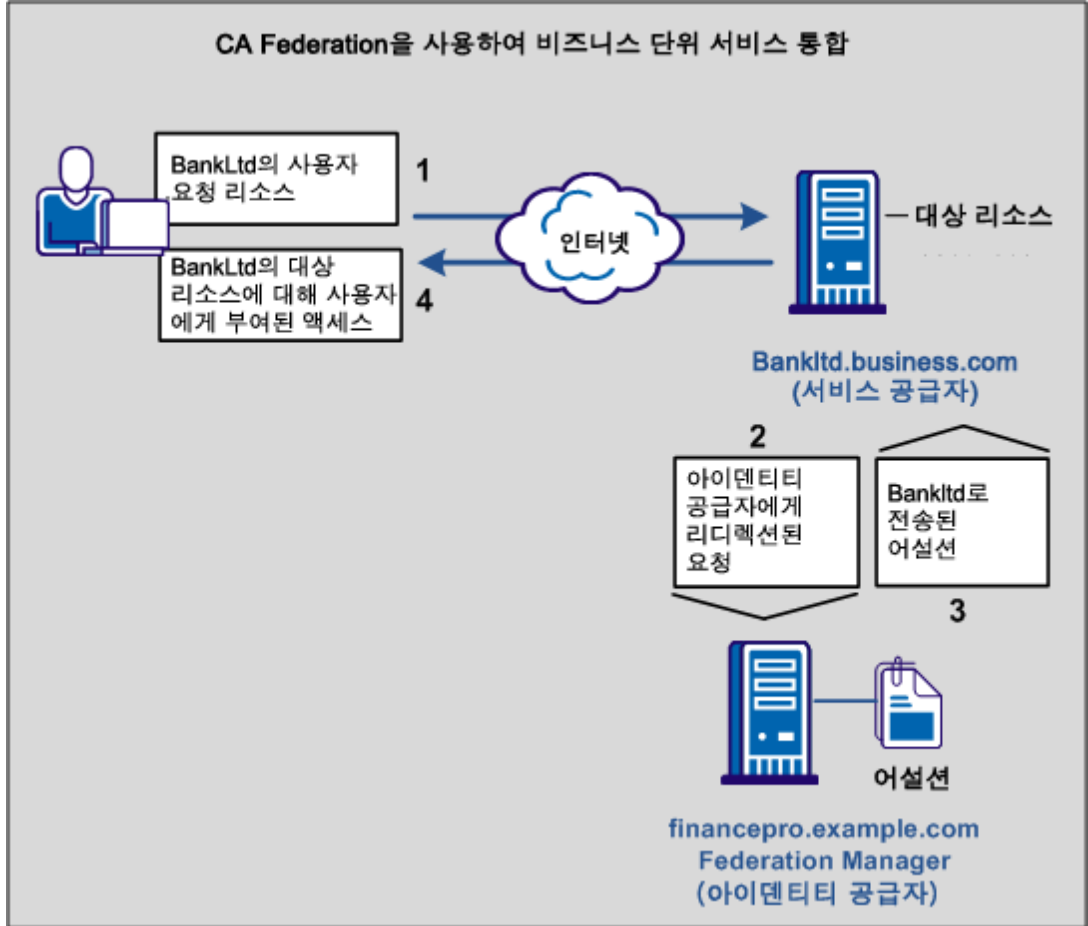 CA Federation을 사용하여 비즈니스 단위 서비스 통합
BankLtd의 사용자
요청 리소스
1
인터넷
대상 리소스
BankLtd의 대상
리소스에 대해 사용자
에게 부여된 액세스
4
Bankltd.business.com
(서비스 공급자)
2
아이덴티티
공급자에게
리디렉션된
요청
Bankltd로
전송된
어설션
3
어설션
financepro.example.com
Federation Manager
(아이덴티티 공급자)